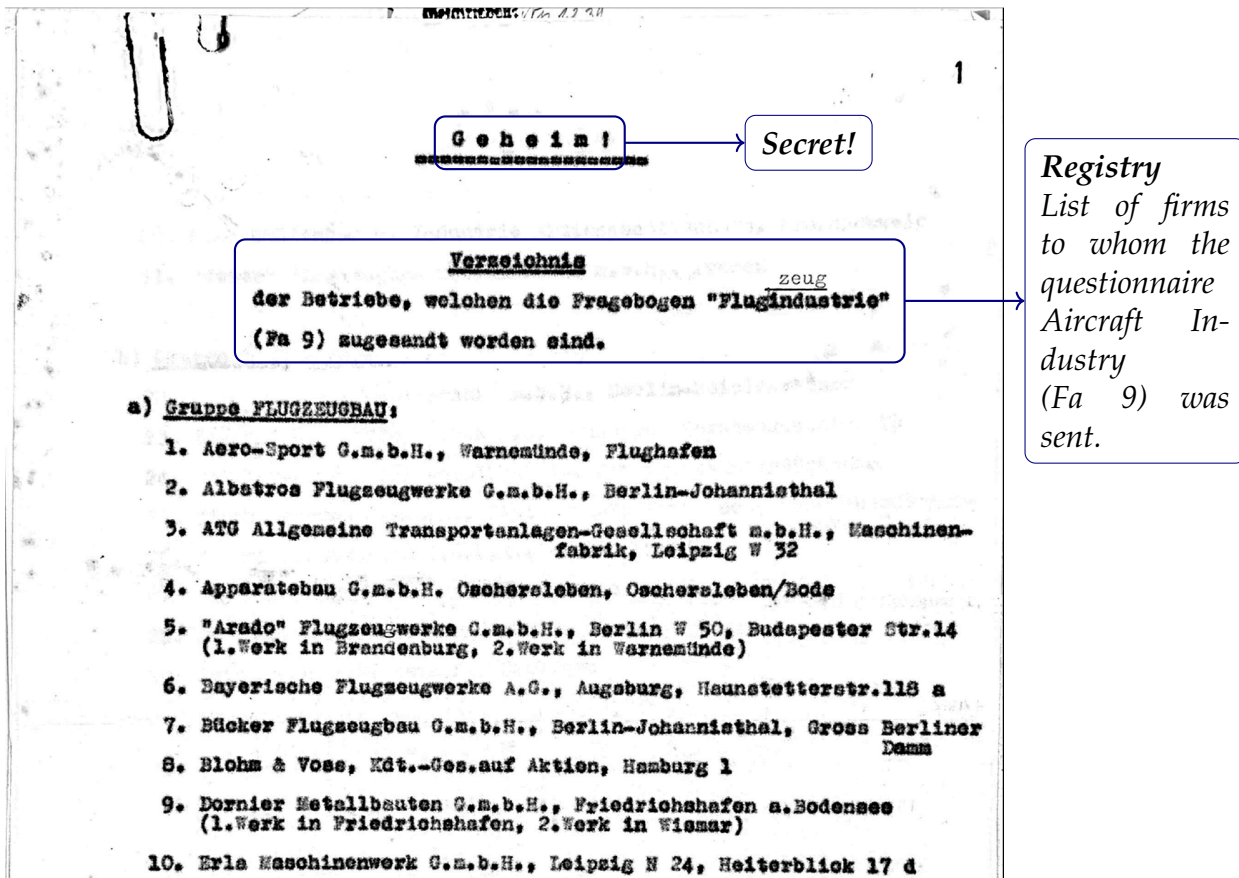 1
Geheim!
Secret!
Verzeichnis
zeug
der Betriebe, welchen die Fragebogen "Flugindustrie"
(Fa 9) zugesandt worden sind.
Registry
List of firms
to whom the
questionnaire
Aircraft In-
dustry
(Fa 9) was
sent.
a) Gruppe FLUGZEUGBAU:
1. Aero-Sport G.m.b.H., Warnemünde, Flughafen
2. Albatros Flugzeugwerke G.m.b.H., Berlin-Johannisthal
3. ATG Allgemeine Transportanlagen-Gesellschaft m.b.H., Maschinen-
fabrik, Leipzig W 32
4. Apparatebau G.m.b.H. Oschersleben, Oschersleben/Bode
5. "Arado" Flugzeugwerke G.m.b.H., Berlin W 50, Budapester Str.14
(1.Werk in Brandenburg, 2.Werk in Warnemünde)
6. Bayerische Flugzeugwerke A.G., Augsburg, Haunstetterstr.118 a
7. Bücker Flugzeugbau G.m.b.H., Berlin-Johannisthal, Gross Berliner
Damm
8. Blohm & Voss, Kdt.-Ges.auf Aktien, Hamburg 1
9. Dornier Metallbauten G.m.b.H., Friedrichshafen a.Bodensee
(1.Werk in Friedrichshafen, 2.Werk in Wismar)
10. Erla Maschinenwerk G.m.b.H., Leipzig N 24, Heiterblick 17 d